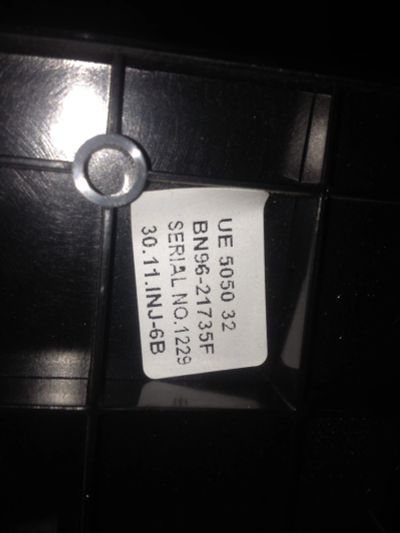 UE 5050 32
BN96-21735F
SERIAL NO.1229
30.11.INJ-6B